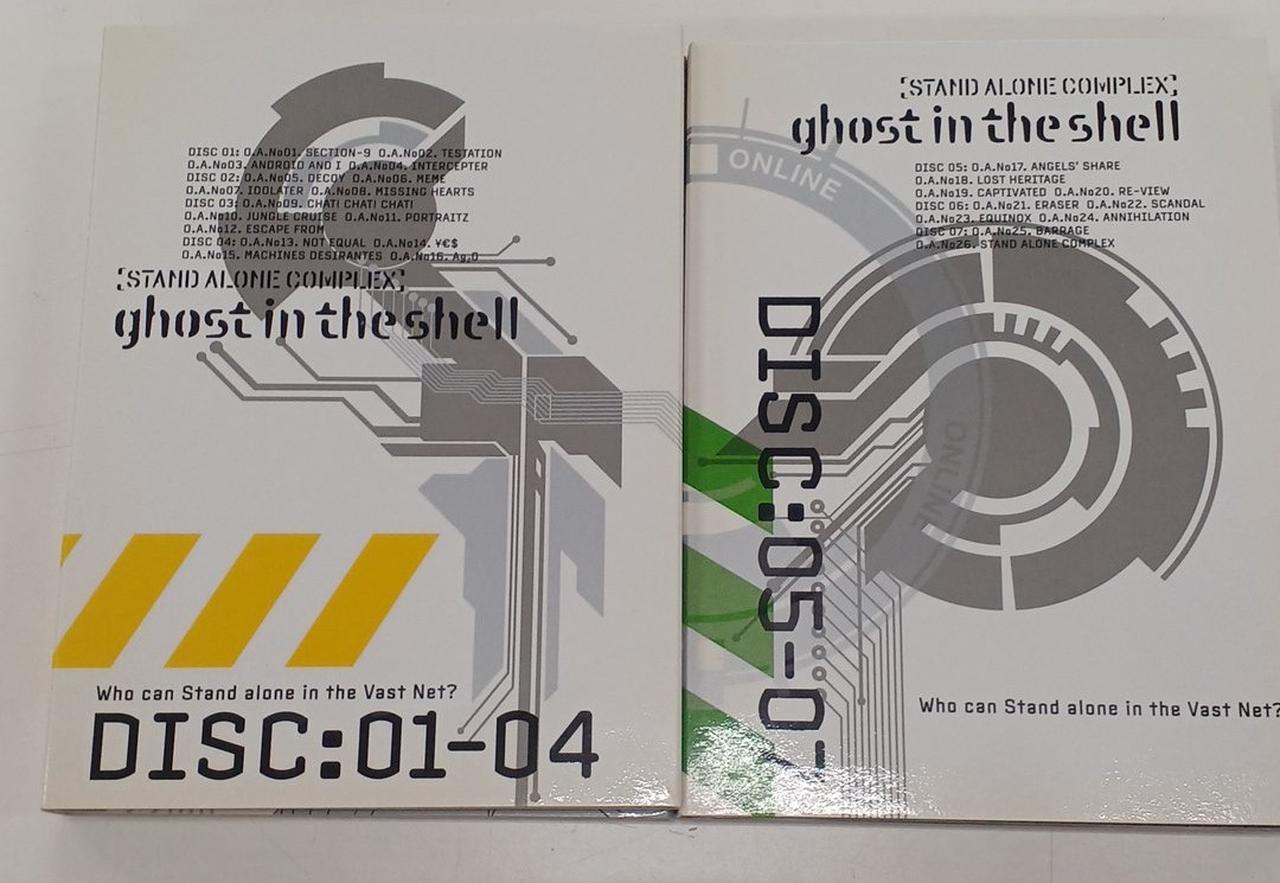 DISC 01: O.A.No01. SECTION-9 O.A.No02. TESTATION
O.A.No03. ANDROID AND I O.A.No04. INTERCEPTER
DISC 02: O.A.No05. DECOY O.A.No06. MEME
O.A.No07. IDOLATER O.A.No08. MISSING HEARTS
DISC 03: O.A.No09. CHAT! CHAT! CHAT!
O.A.No10. JUNGLE CRUISE O.A.No11. PORTRAITZ
O.A.No12. ESCAPE FROM
DISC 04: O.A.No13. NOT EQUAL O.A.No14. ¥€$
O.A.No15. MACHINES DESIRANTES O.A.No16. Ag₂O
[STAND ALONE COMPLEX]
ghost in the shell
Who can Stand alone in the Vast Net?
DISC:01-04
[STAND ALONE COMPLEX]
ghost in the shell
ONLINE
DISC 05: O.A.No17. ANGELS' SHARE
O.A.No18. LOST HERITAGE
O.A.No19. CAPTIVATED O.A.No20. RE-VIEW
DISC 06: O.A.No21. ERASER O.A.No22. SCANDAL
O.A.No23. EQUINOX O.A.No24. ANNIHILATION
DISC 07: O.A.No25. BARRAGE
O.A.No26. STAND ALONE COMPLEX
DISC:05-0
ONLINE
Who can Stand alone in the Vast Net?